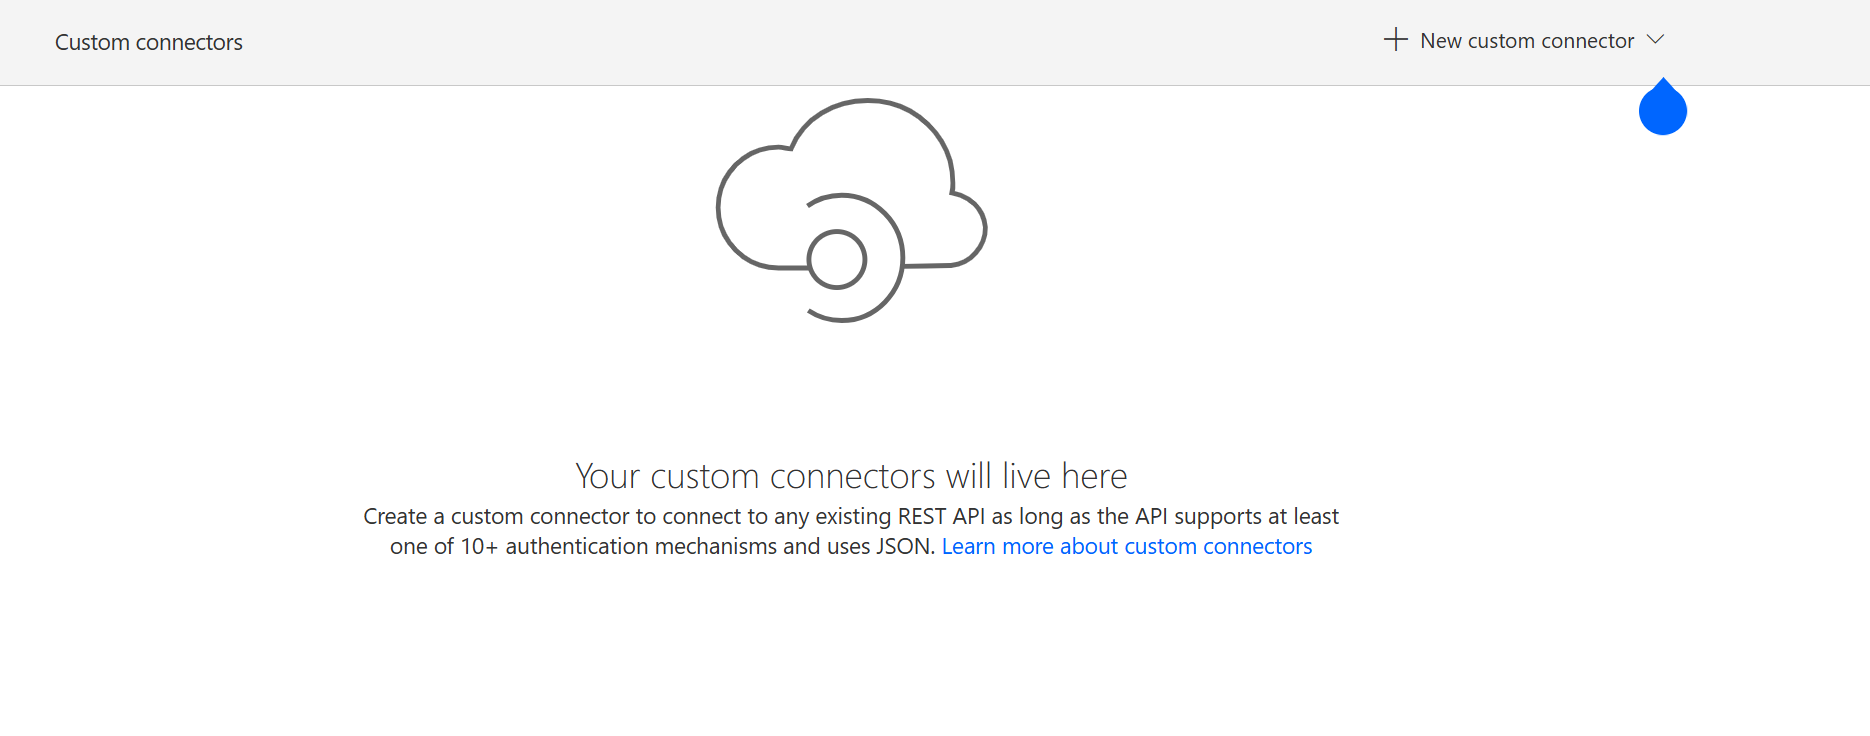 Custom connectors
New custom connector
Your custom connectors will live here
Create a custom connector to connect to any existing REST API as long as the API supports at least
one of 10+ authentication mechanisms and uses JSON. Learn more about custom connectors